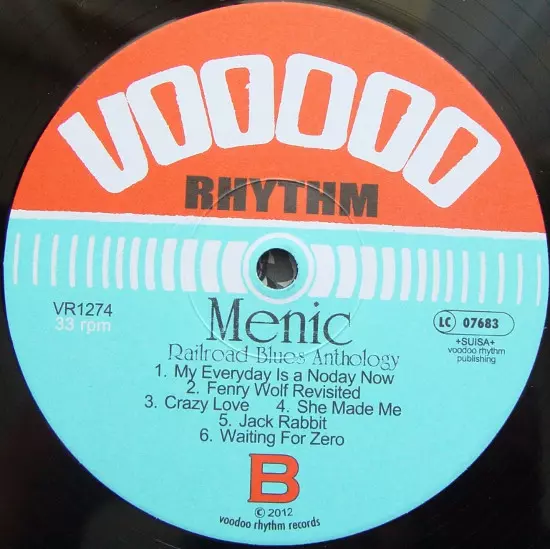 VOODOO
RHYTHM
VR1274
33 rpm
LC 07683
+SUISA+
voodoo rhythm
publishing
Menic
Railroad Blues Anthology
1. My Everyday Is a Noday Now
2. Fenry Wolf Revisited
3. Crazy Love 4. She Made Me
5. Jack Rabbit
6. Waiting For Zero
B
© 2012
voodoo rhythm records